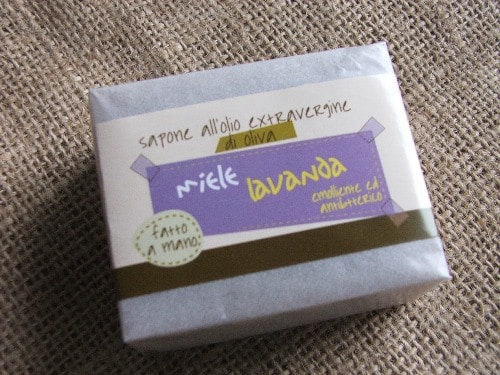 sapone all'olio extravergine
di oliva
miele lavanda
emolliente ed
antibatterico
fatto
a mano